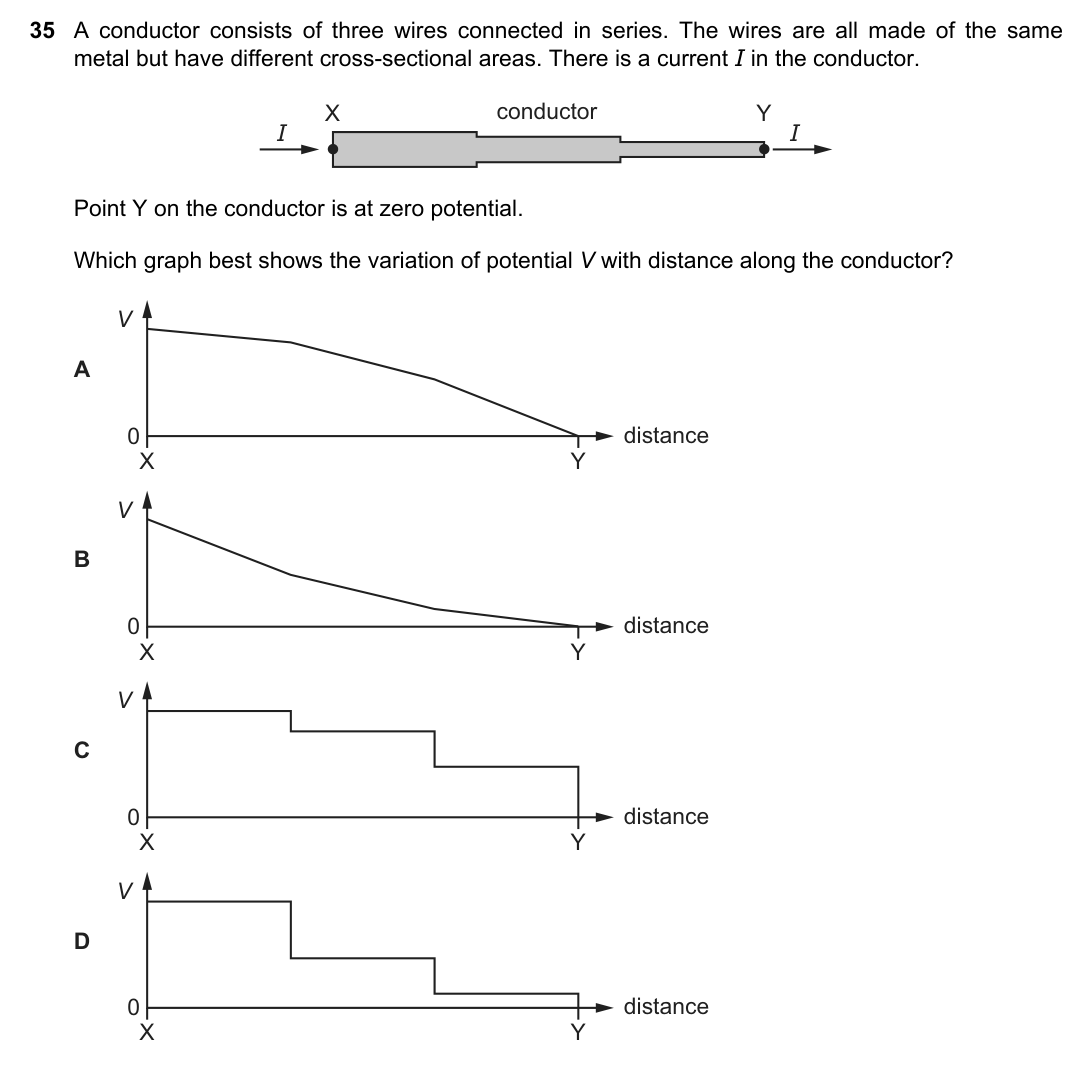 35 A conductor consists of three wires connected in series. The wires are all made of the same
metal but have different cross-sectional areas. There is a current I in the conductor.
X conductor Y
I I
Point Y on the conductor is at zero potential.
Which graph best shows the variation of potential V with distance along the conductor?
V
A
0 distance
X Y
V
B
0 distance
X Y
V
C
0 distance
X Y
V
D
0 distance
X Y